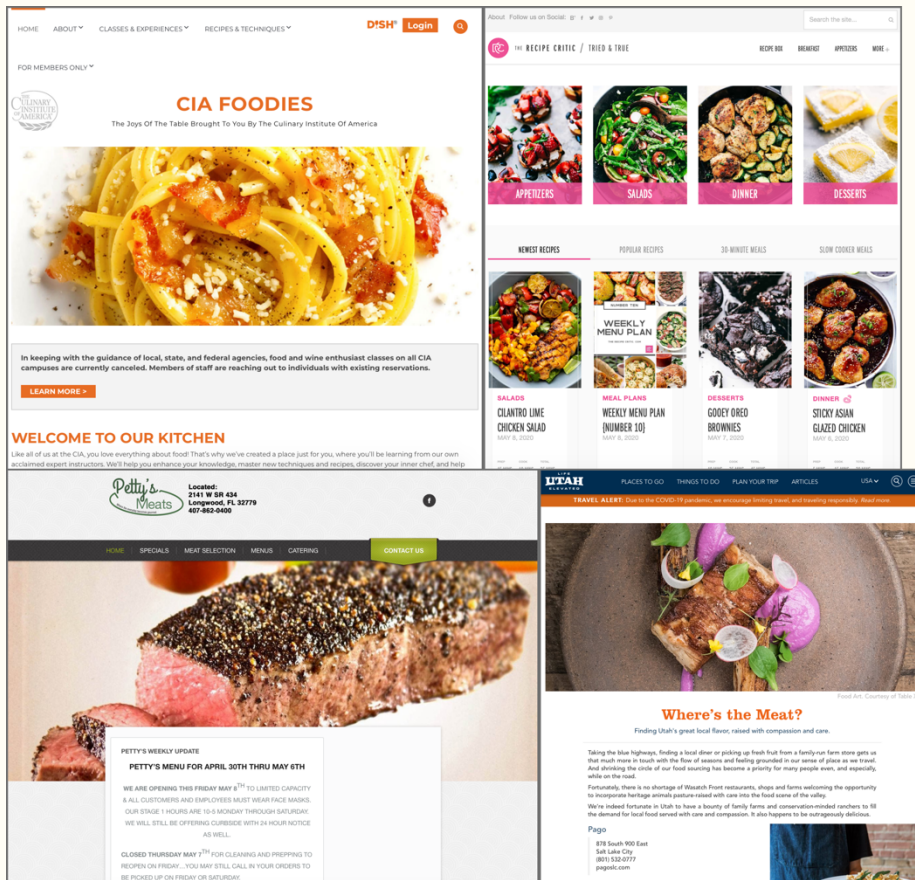 HOME ABOUT CLASSES & EXPERIENCES RECIPES & TECHNIQUES
DISH® Login
FOR MEMBERS ONLY
THE CULINARY INSTITUTE OF AMERICA
CIA FOODIES
The Joys Of The Table Brought To You By The Culinary Institute Of America
In keeping with the guidance of local, state, and federal agencies, food and wine enthusiast classes on all CIA
campuses are currently canceled. Members of staff are reaching out to individuals with existing reservations.
LEARN MORE >
WELCOME TO OUR KITCHEN
Like all of us at the CIA, you love everything about food! That's why we've created a place just for you, where you'll be learning from our own
acclaimed expert instructors. We'll help you enhance your knowledge, master new techniques and recipes, discover your inner chef, and help
About Follow us on Social:
Search the site...
RC THE RECIPE CRITIC / TRIED & TRUE
RECIPE BOX BREAKFAST APPETIZERS MORE
APPETIZERS SALADS DINNER DESSERTS
NEWEST RECIPES POPULAR RECIPES 30-MINUTE MEALS SLOW COOKER MEALS
NUMBER TEN
WEEKLY
MENU PLAN
SALADS
CILANTRO LIME
CHICKEN SALAD
MAY 8, 2020
MEAL PLANS
WEEKLY MENU PLAN
{NUMBER 10}
MAY 8, 2020
DESSERTS
GOOEY OREO
BROWNIES
MAY 7, 2020
DINNER
STICKY ASIAN
GLAZED CHICKEN
MAY 6, 2020
Petty's
Meats
Located:
2141 W SR 434
Longwood, FL 32779
407-862-0400
HOME SPECIALS MEAT SELECTION MENUS CATERING CONTACT US
PETTY'S WEEKLY UPDATE
PETTY'S MENU FOR APRIL 30TH THRU MAY 6TH
WE ARE OPENING THIS FRIDAY MAY 8TH TO LIMITED CAPACITY
& ALL CUSTOMERS AND EMPLOYEES MUST WEAR FACE MASKS.
OUR STAGE 1 HOURS ARE 10-5 MONDAY THROUGH SATURDAY.
WE WILL STILL BE OFFERING CURBSIDE WITH 24 HOUR NOTICE
AS WELL.
CLOSED THURSDAY MAY 7TH FOR CLEANING AND PREPPING TO
REOPEN ON FRIDAY...YOU MAY STILL CALL IN YOUR ORDERS TO
BE PICKED UP ON FRIDAY OR SATURDAY.
LIFE
UTAH
ELEVATED
PLACES TO GO THINGS TO DO PLAN YOUR TRIP ARTICLES USA
TRAVEL ALERT: Due to the COVID-19 pandemic, we encourage limiting travel, and traveling responsibly. Read more.
Food Art. Courtesy of Table
Where's the Meat?
Finding Utah's great local flavor, raised with compassion and care.
Taking the blue highways, finding a local diner or picking up fresh fruit from a family-run farm store gets us
that much more in touch with the flow of seasons and feeling grounded in our sense of place as we travel.
And shrinking the circle of our food sourcing has become a priority for many people even, and especially,
while on the road.
Fortunately, there is no shortage of Wasatch Front restaurants, shops and farms welcoming the opportunity
to incorporate heritage animals pasture-raised with care into the food scene of the valley.
We're indeed fortunate in Utah to have a bounty of family farms and conservation-minded ranchers to fill
the demand for local food served with care and compassion. It also happens to be outrageously delicious.
Pago
878 South 900 East
Salt Lake City
(801) 532-0777
pagoslc.com